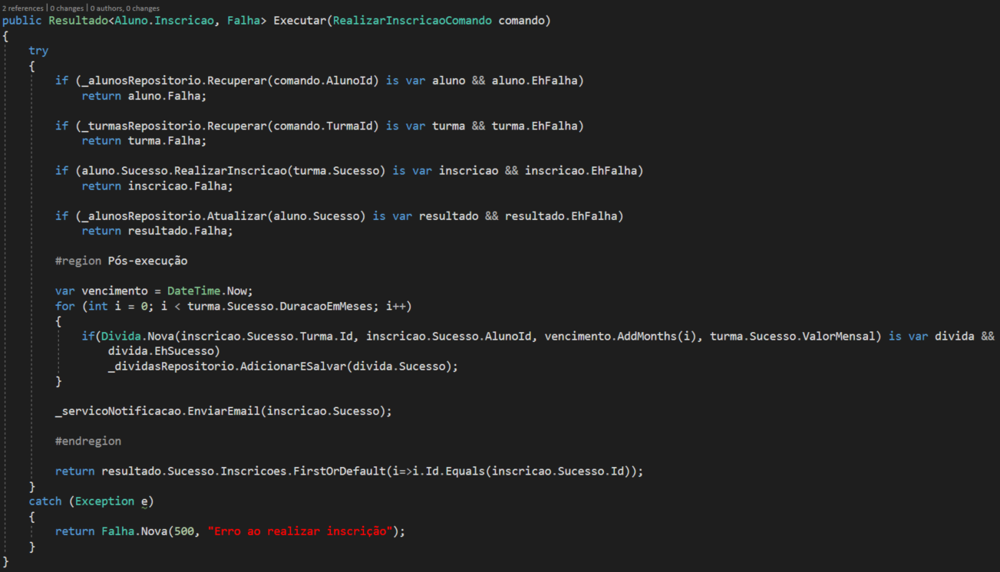 2 references | 0 changes | 0 authors, 0 changes
public Resultado<Aluno.Inscricao, Falha> Executar(RealizarInscricaoComando comando)
{
try
{
if (_alunosRepositorio.Recuperar(comando.AlunoId) is var aluno && aluno.EhFalha)
return aluno.Falha;
if (_turmasRepositorio.Recuperar(comando.TurmaId) is var turma && turma.EhFalha)
return turma.Falha;
if (aluno.Sucesso.RealizarInscricao(turma.Sucesso) is var inscricao && inscricao.EhFalha)
return inscricao.Falha;
if (_alunosRepositorio.Atualizar(aluno.Sucesso) is var resultado && resultado.EhFalha)
return resultado.Falha;
#region Pós-execução
var vencimento = DateTime.Now;
for (int i = 0; i < turma.Sucesso.DuracaoEmMeses; i++)
{
if(Divida.Nova(inscricao.Sucesso.Turma.Id, inscricao.Sucesso.AlunoId, vencimento.AddMonths(i), turma.Sucesso.ValorMensal) is var divida &&
divida.EhSucesso)
_dividasRepositorio.AdicionarESalvar(divida.Sucesso);
}
_servicoNotificacao.EnviarEmail(inscricao.Sucesso);
#endregion
return resultado.Sucesso.Inscricoes.FirstOrDefault(i=>i.Id.Equals(inscricao.Sucesso.Id));
}
catch (Exception e)
{
return Falha.Nova(500, "Erro ao realizar inscrição");
}
}